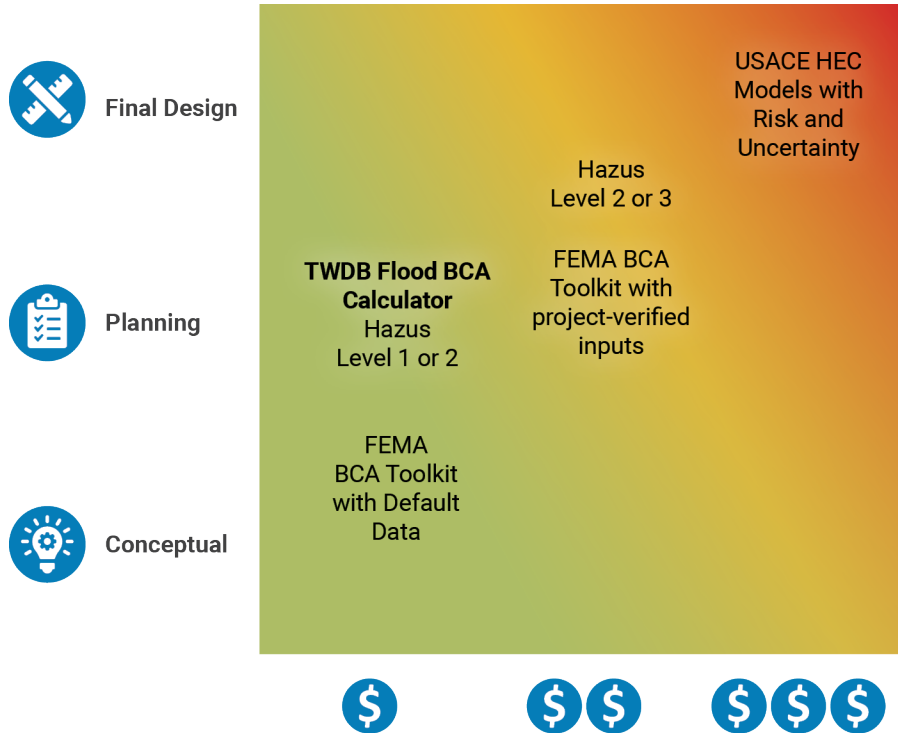 Final Design
USACE HEC
Models with
Risk and
Uncertainty
Hazus
Level 2 or 3
Planning
TWDB Flood BCA
Calculator
Hazus
Level 1 or 2
FEMA BCA
Toolkit with
project-verified
inputs
Conceptual
FEMA
BCA Toolkit
with Default
Data
$
$ $
$ $ $